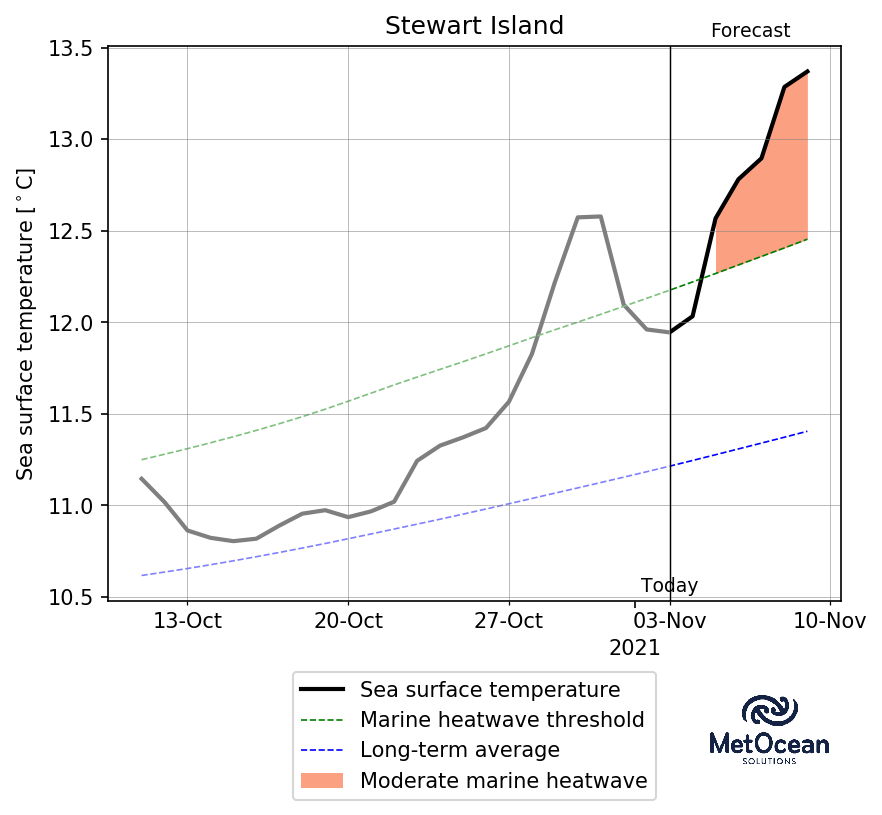 Stewart Island
Forecast
13.5
13.0
12.5
12.0
11.5
11.0
10.5
Sea surface temperature [°C]
Today
13-Oct
20-Oct
27-Oct
03-Nov
10-Nov
2021
Sea surface temperature
Marine heatwave threshold
Long-term average
Moderate marine heatwave
MetOcean
SOLUTIONS